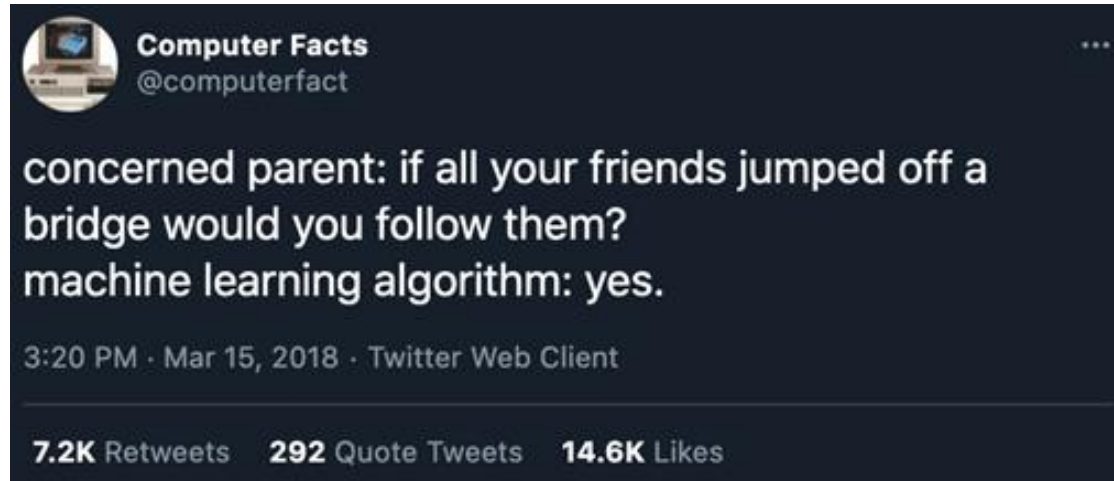 Computer Facts
@computerfact
concerned parent: if all your friends jumped off a
bridge would you follow them?
machine learning algorithm: yes.
3:20 PM · Mar 15, 2018 · Twitter Web Client
7.2K Retweets 292 Quote Tweets 14.6K Likes